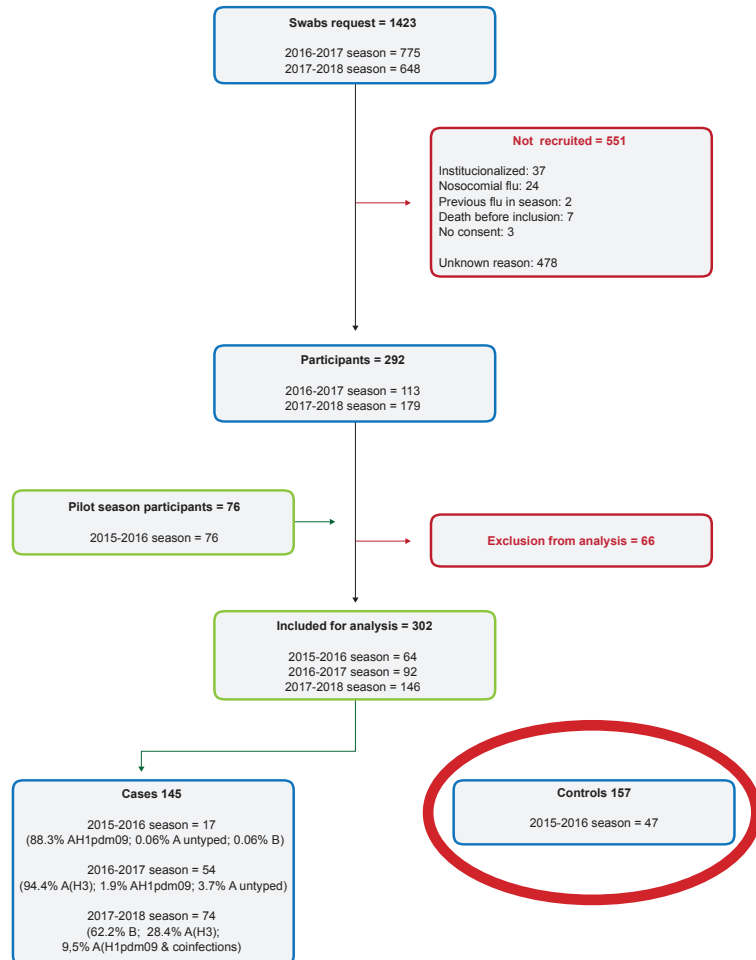 Swabs request = 1423
2016-2017 season = 775
2017-2018 season = 648
Not recruited = 551
Institucionalized: 37
Nosocomial flu: 24
Previous flu in season: 2
Death before inclusion: 7
No consent: 3
Unknown reason: 478
Participants = 292
2016-2017 season = 113
2017-2018 season = 179
Pilot season participants = 76
2015-2016 season = 76
Exclusion from analysis = 66
Included for analysis = 302
2015-2016 season = 64
2016-2017 season = 92
2017-2018 season = 146
Cases 145
2015-2016 season = 17
(88.3% AH1pdm09; 0.06% A untyped; 0.06% B)
2016-2017 season = 54
(94.4% A(H3); 1.9% AH1pdm09; 3.7% A untyped)
2017-2018 season = 74
(62.2% B; 28.4% A(H3);
9,5% A(H1pdm09 & coinfections)
Controls 157
2015-2016 season = 47